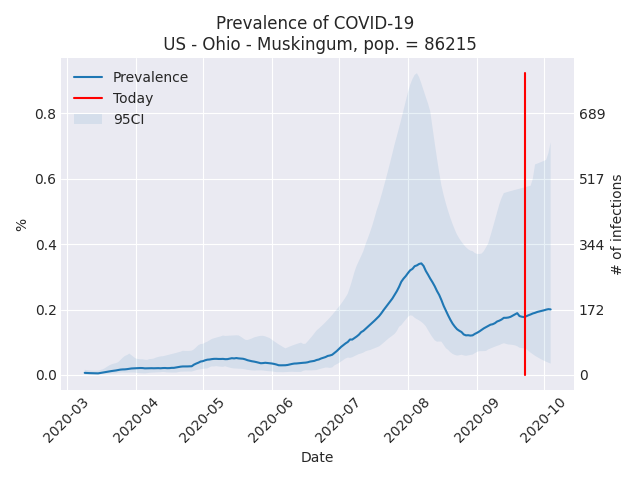 Prevalence of COVID-19
US - Ohio - Muskingum, pop. = 86215
Prevalence
Today
95CI
0.8
0.6
0.4
0.2
0.0
%
689
517
344
172
0
# of infections
2020-03
2020-04
2020-05
2020-06
2020-07
2020-08
2020-09
2020-10
Date